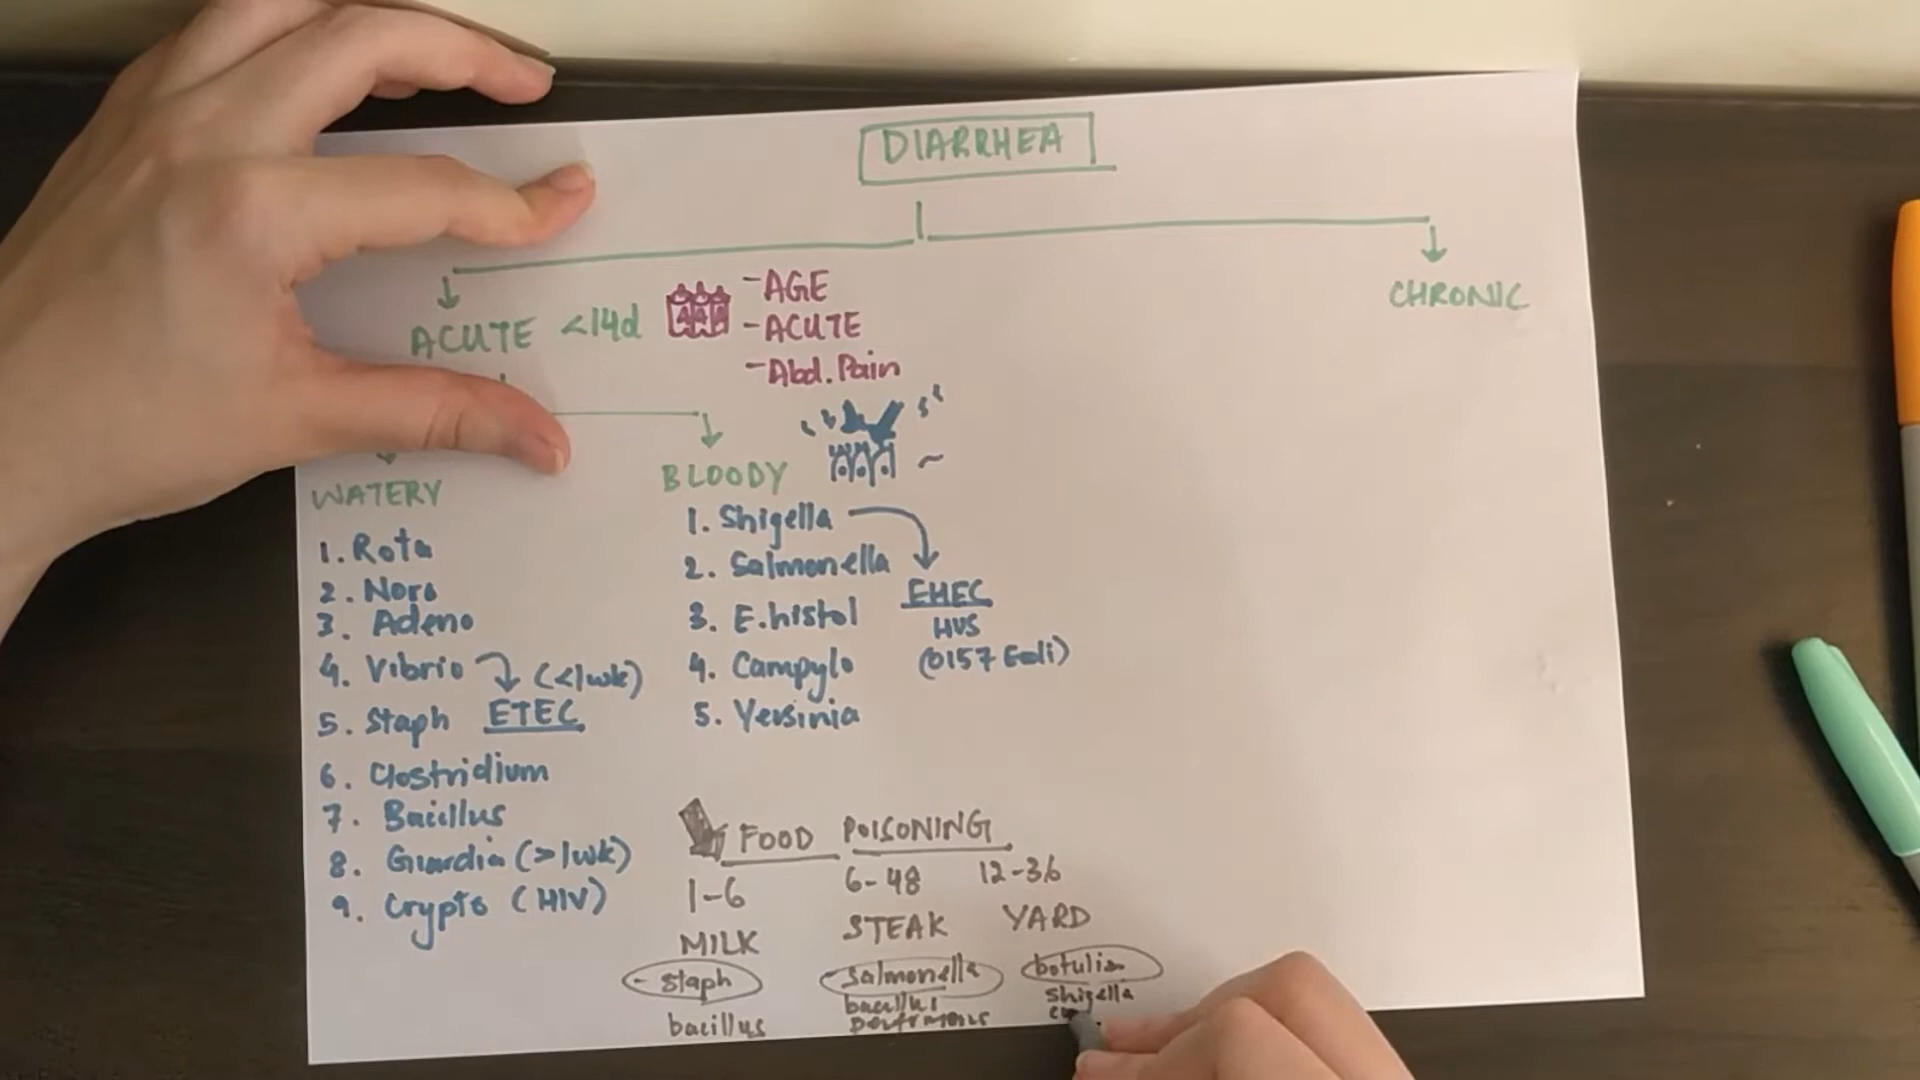 DIARRHEA
ACUTE <14d
-AGE
-ACUTE
-Abd. Pain
CHRONIC
WATERY
1. Rota
2. Noro
3. Adeno
4. Vibrio (<1wk)
5. Staph ETEC
6. Clostridium
7. Bacillus
8. Giardia (>1wk)
9. Crypto (HIV)
BLOODY
1. Shigella
2. Salmonella
3. E.histol
4. Campylo
5. Yersinia
EHEC
HUS
(O157 Ecoli)
FOOD POISONING
1-6 6-48 12-36
MILK STEAK YARD
- staph - Salmonella botulism
bacillus bacillus shigella